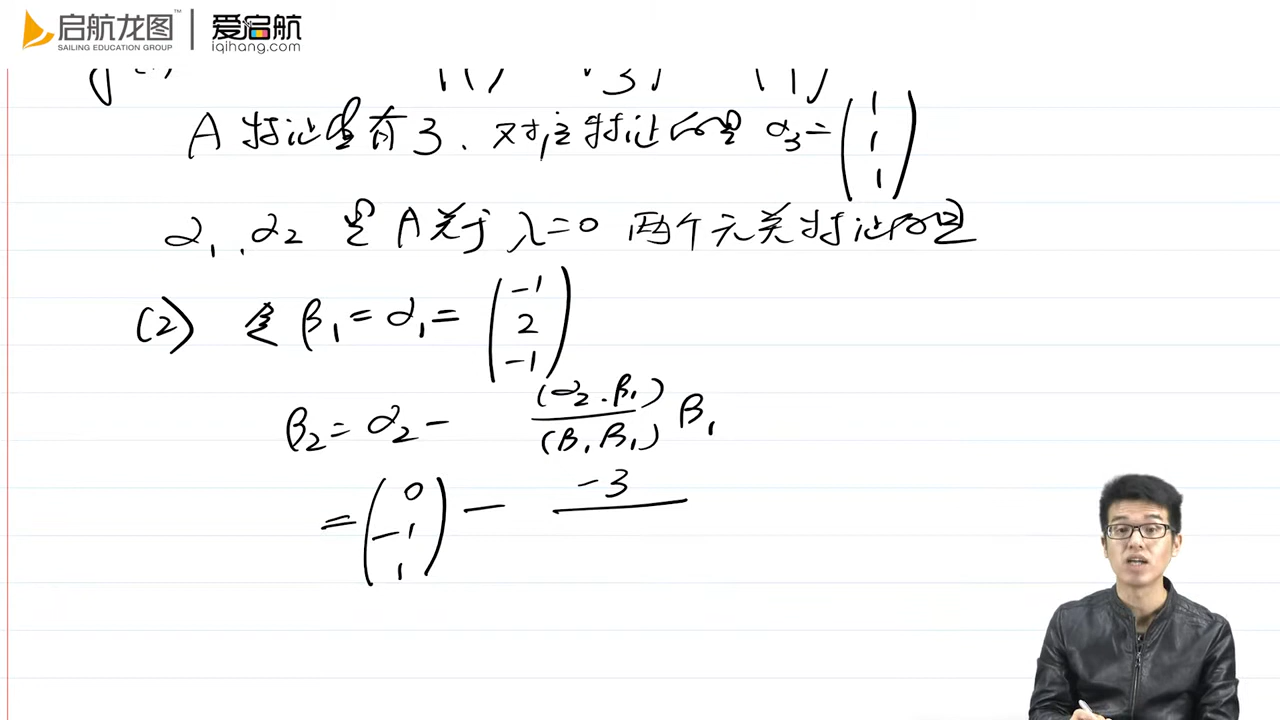 启航龙图™ 爱启航
SAILING EDUCATION GROUP iqihang.com
A 特征值有 3、对应特征向量 α₃ = (1 1 1)
α₁, α₂ 是 A 关于 λ=0 两个无关特征向量
(2) 令 β₁ = α₁ = (-1 2 -1)
β₂ = α₂ - (α₂·β₁)/(β₁ β₁) β₁
= (0 -1 1) - -3/